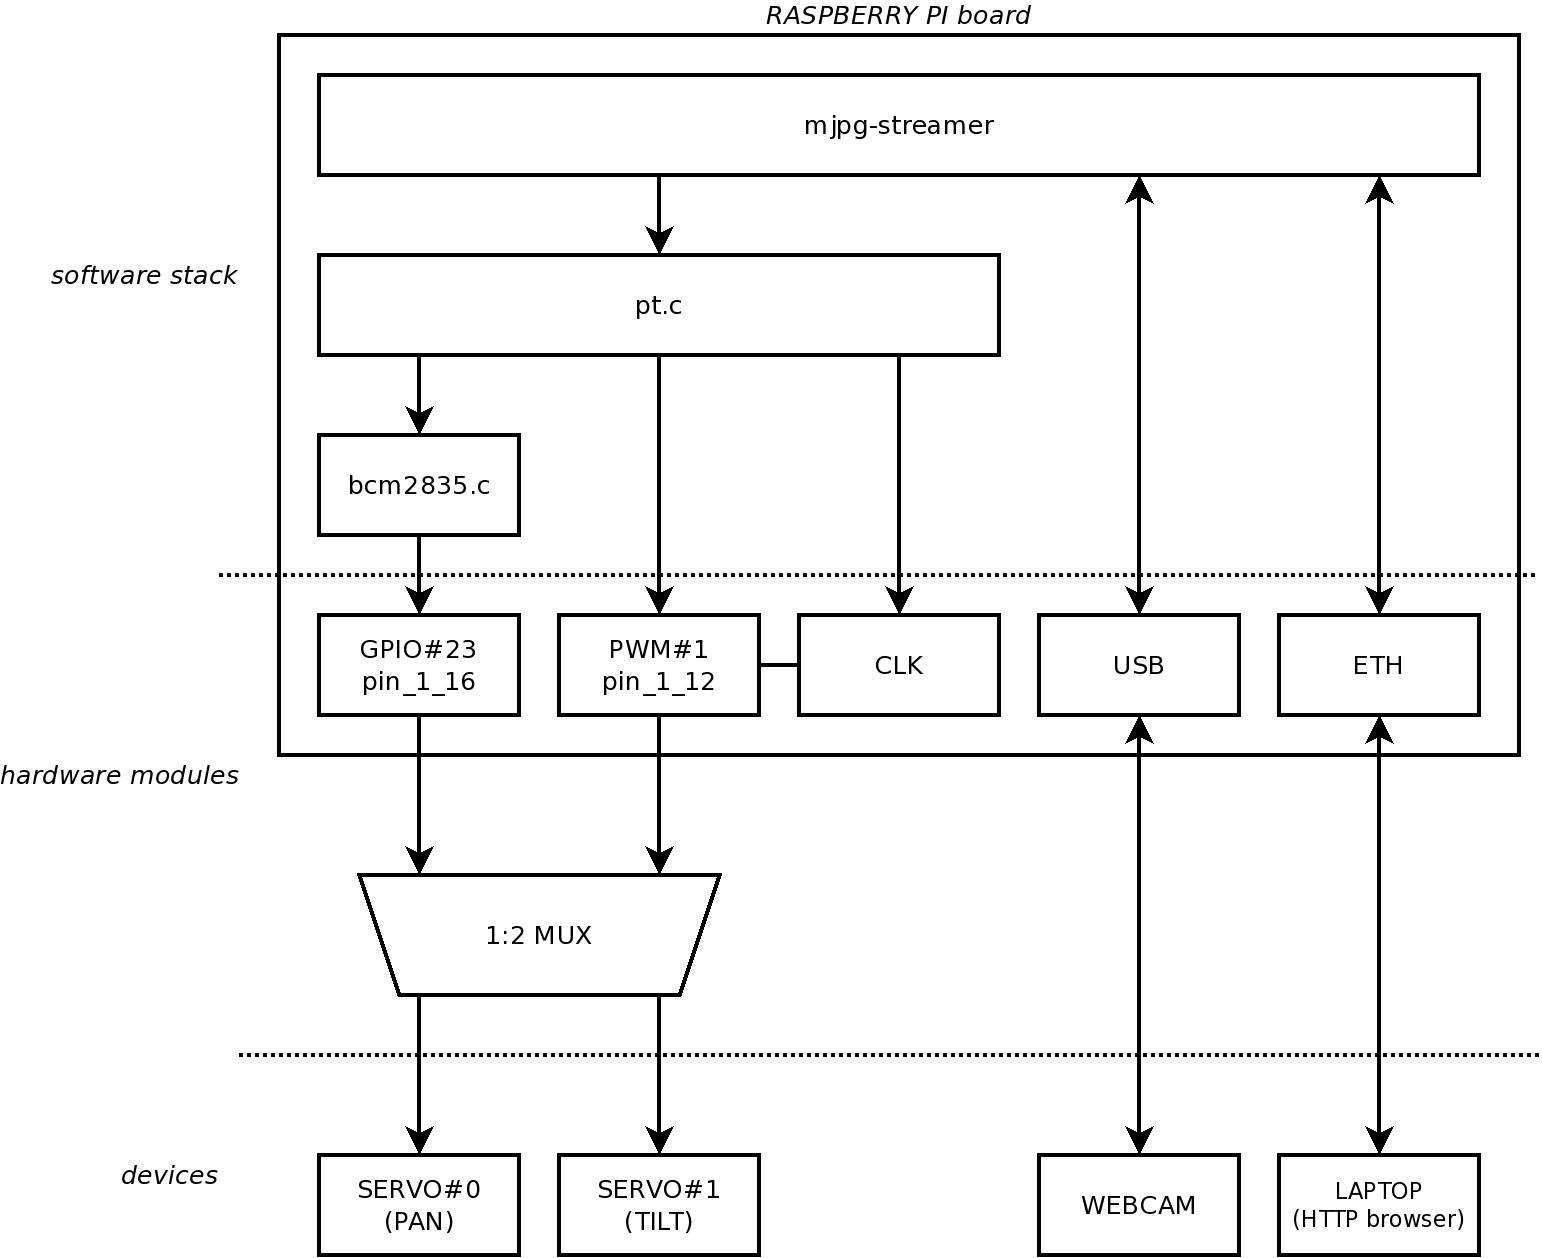 RASPBERRY PI board
mjpg-streamer
software stack
pt.c
bcm2835.c
GPIO#23
pin_1_16
PWM#1
pin_1_12
CLK
USB
ETH
hardware modules
1:2 MUX
devices
SERVO#0
(PAN)
SERVO#1
(TILT)
WEBCAM
LAPTOP
(HTTP browser)